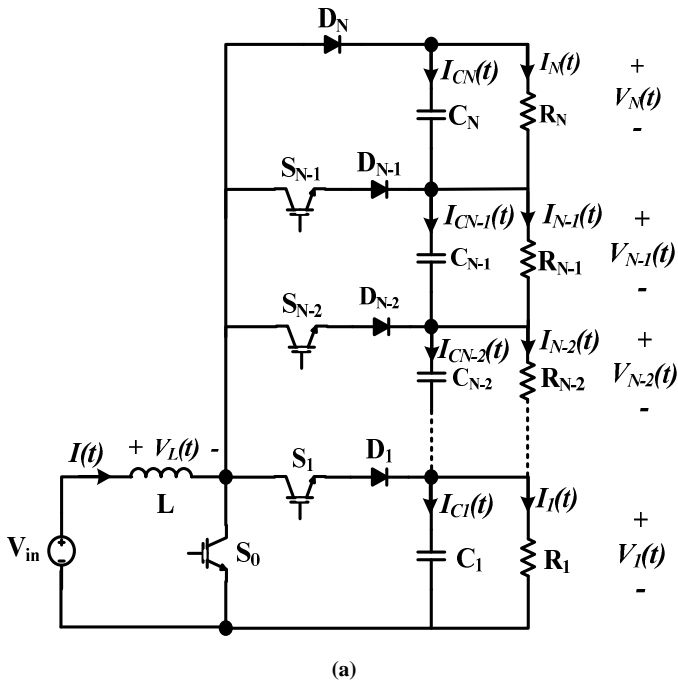 D_N
I_CN(t)
I_N(t)
+
V_N(t)
-
C_N
R_N
S_N-1
D_N-1
I_CN-1(t)
I_N-1(t)
+
V_N-1(t)
-
C_N-1
R_N-1
S_N-2
D_N-2
I_CN-2(t)
I_N-2(t)
+
V_N-2(t)
-
C_N-2
R_N-2
I(t)
+ V_L(t) -
L
S_1
D_1
I_C1(t)
I_1(t)
+
V_1(t)
-
V_in
+
-
S_0
C_1
R_1
(a)